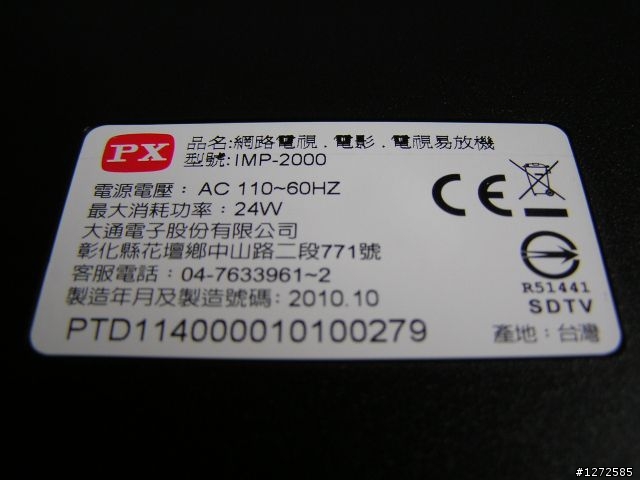 PX
品名:網路電視.電影.電視易放機
型號:IMP-2000
電源電壓: AC 110~60HZ
最大消耗功率:24W
大通電子股份有限公司
彰化縣花壇鄉中山路二段771號
客服電話: 04-7633961~2
製造年月及製造號碼: 2010.10
PTD114000010100279
CE
R51441
SDTV
產地:台灣
#1272585